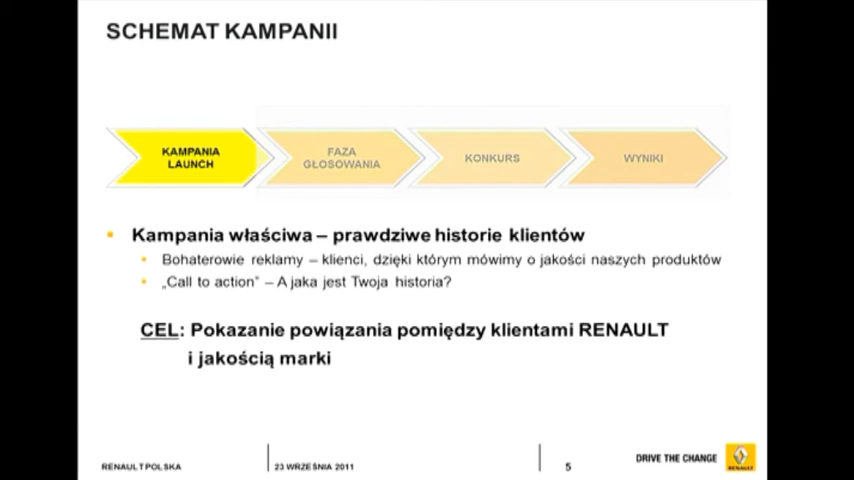 SCHEMAT KAMPANII
KAMPANIA
LAUNCH
FAZA
GŁOSOWANIA
KONKURS
WYNIKI
Kampania właściwa – prawdziwe historie klientów
Bohaterowie reklamy – klienci, dzięki którym mówimy o jakości naszych produktów
„Call to action” – A jaka jest Twoja historia?
CEL: Pokazanie powiązania pomiędzy klientami RENAULT
i jakością marki
RENAULT POLSKA
23 WRZEŚNIA 2011
5
DRIVE THE CHANGE
RENAULT